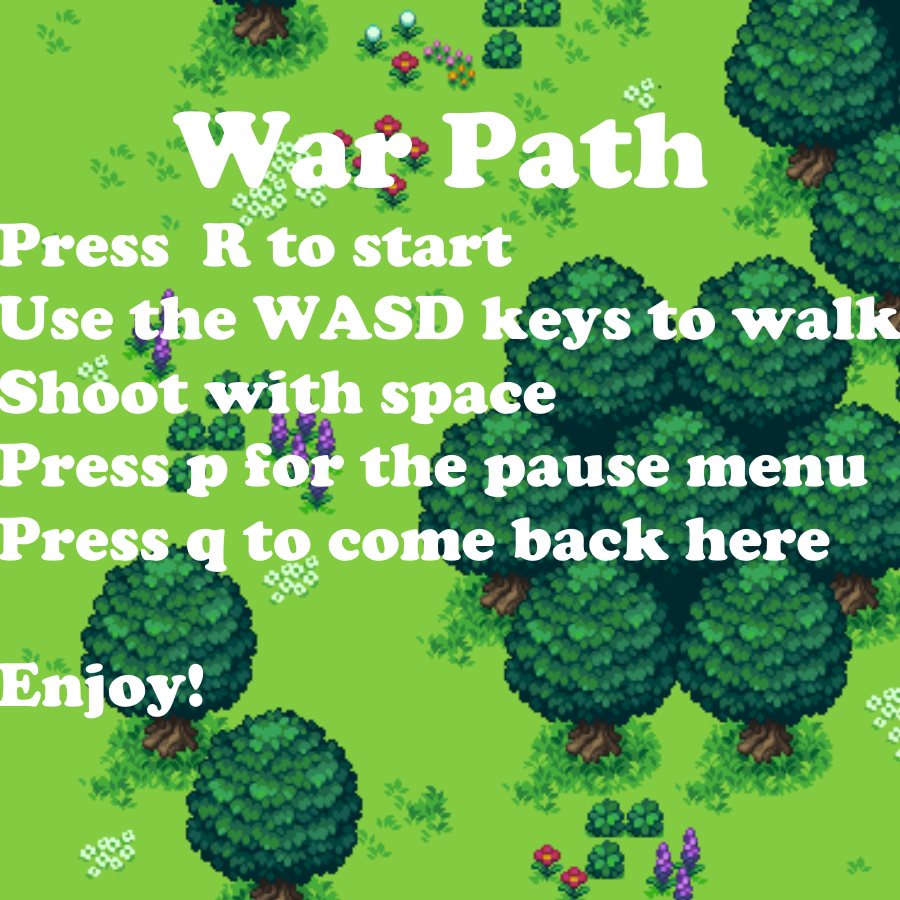 War Path
Press  R to start
Use the WASD keys to walk
Shoot with space
Press p for the pause menu
Press q to come back here
Enjoy!